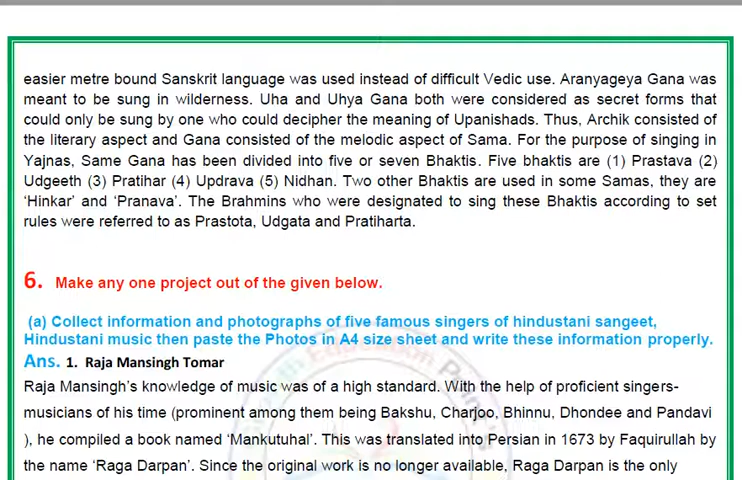 easier metre bound Sanskrit language was used instead of difficult Vedic use. Aranyageya Gana was
meant to be sung in wilderness. Uha and Uhya Gana both were considered as secret forms that
could only be sung by one who could decipher the meaning of Upanishads. Thus, Archik consisted of
the literary aspect and Gana consisted of the melodic aspect of Sama. For the purpose of singing in
Yajnas, Same Gana has been divided into five or seven Bhaktis. Five bhaktis are (1) Prastava (2)
Udgeeth (3) Pratihar (4) Updrava (5) Nidhan. Two other Bhaktis are used in some Samas, they are
‘Hinkar’ and ‘Pranava’. The Brahmins who were designated to sing these Bhaktis according to set
rules were referred to as Prastota, Udgata and Pratiharta.
6. Make any one project out of the given below.
(a) Collect information and photographs of five famous singers of hindustani sangeet,
Hindustani music then paste the Photos in A4 size sheet and write these information properly.
Ans. 1. Raja Mansingh Tomar
Raja Mansingh’s knowledge of music was of a high standard. With the help of proficient singers-
musicians of his time (prominent among them being Bakshu, Charjoo, Bhinnu, Dhondee and Pandavi
), he compiled a book named ‘Mankutuhal’. This was translated into Persian in 1673 by Faquirullah by
the name ‘Raga Darpan’. Since the original work is no longer available, Raga Darpan is the only